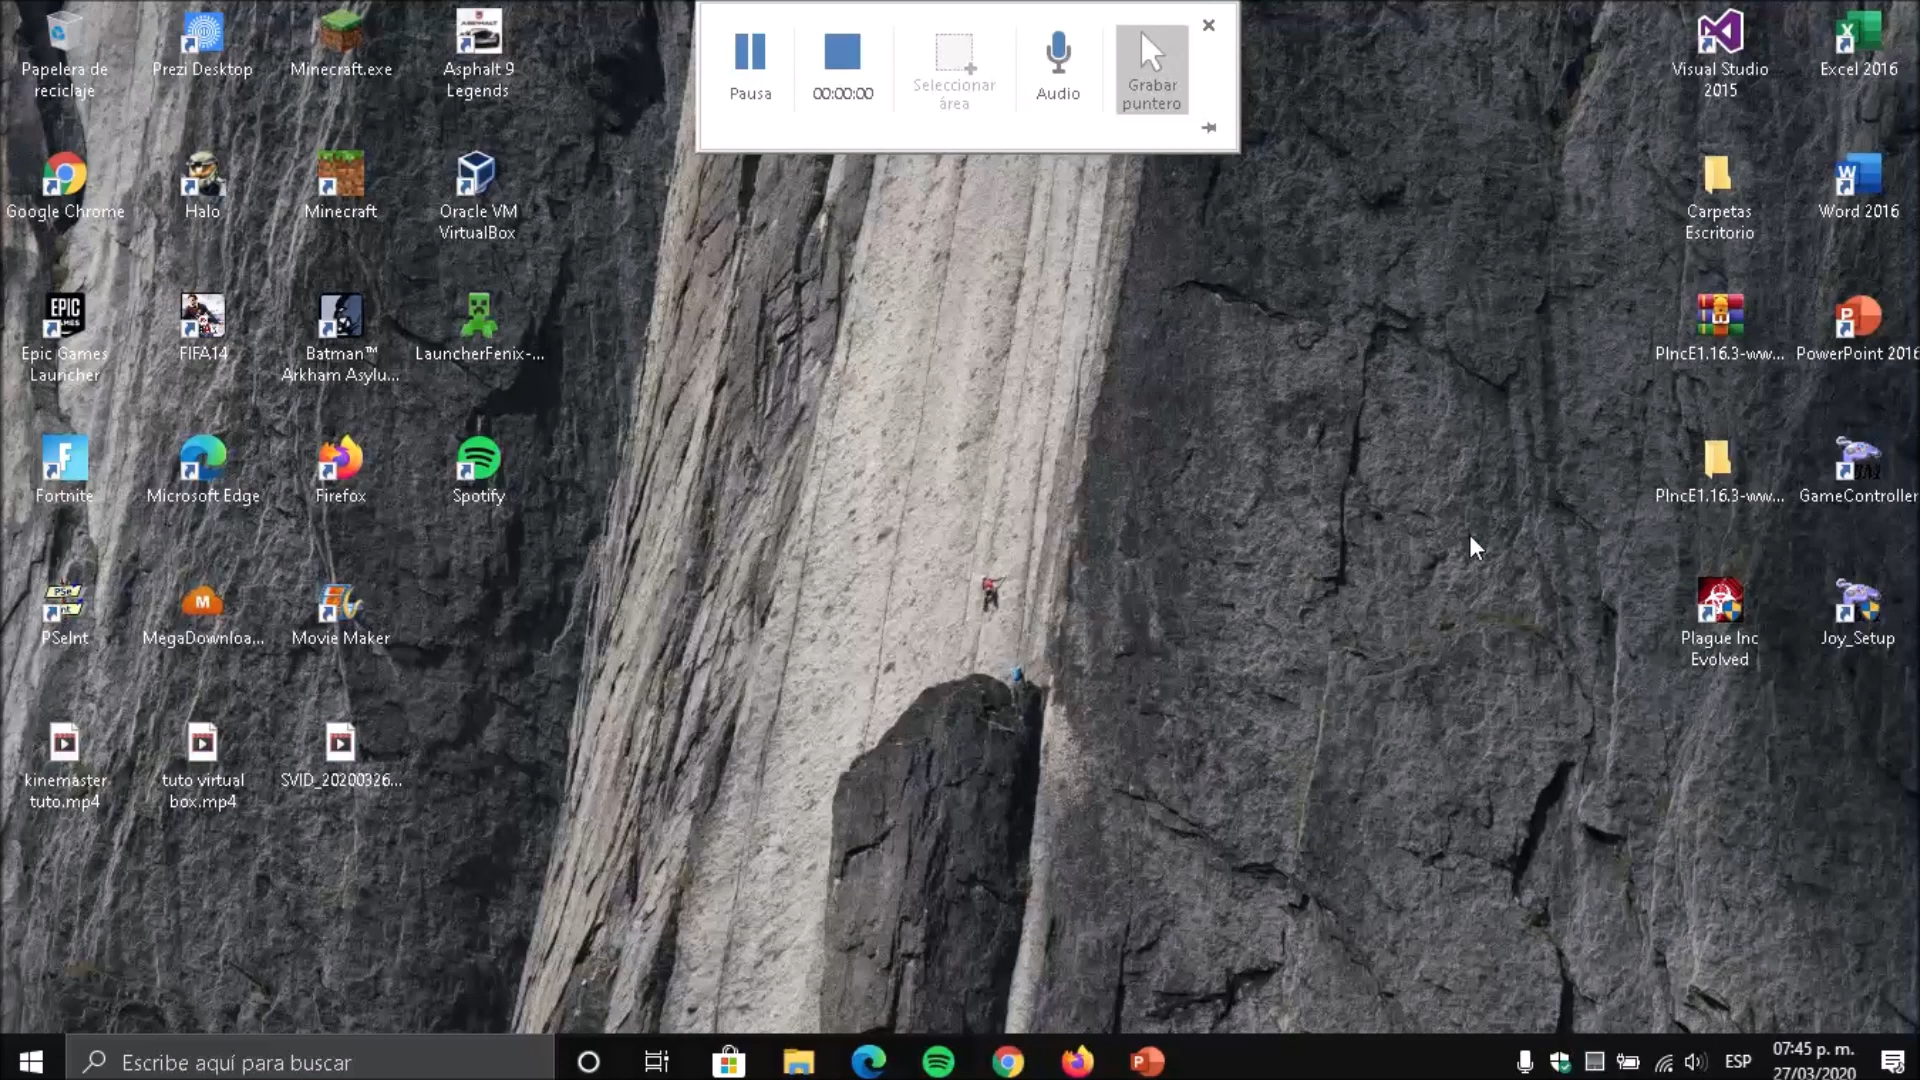 Pausa
00:00:00
Seleccionar
área
Audio
Grabar
puntero
Papelera de
reciclaje
Prezi Desktop
Minecraft.exe
Asphalt 9
Legends
Visual Studio
2015
Excel 2016
Google Chrome
Halo
Minecraft
Oracle VM
VirtualBox
Carpetas
Escritorio
Word 2016
EPIC
GAMES
Epic Games
Launcher
FIFA14
Batman™
Arkham Asylu...
LauncherFenix-...
PIncE1.16.3-ww...
PowerPoint 2016
Fortnite
Microsoft Edge
Firefox
Spotify
PIncE1.16.3-ww...
GameController
PSeInt
MegaDownloa...
Movie Maker
Plague Inc
Evolved
Joy_Setup
kinemaster
tuto.mp4
tuto virtual
box.mp4
SVID_20200326...
Escribe aquí para buscar
ESP
07:45 p. m.
27/03/2020